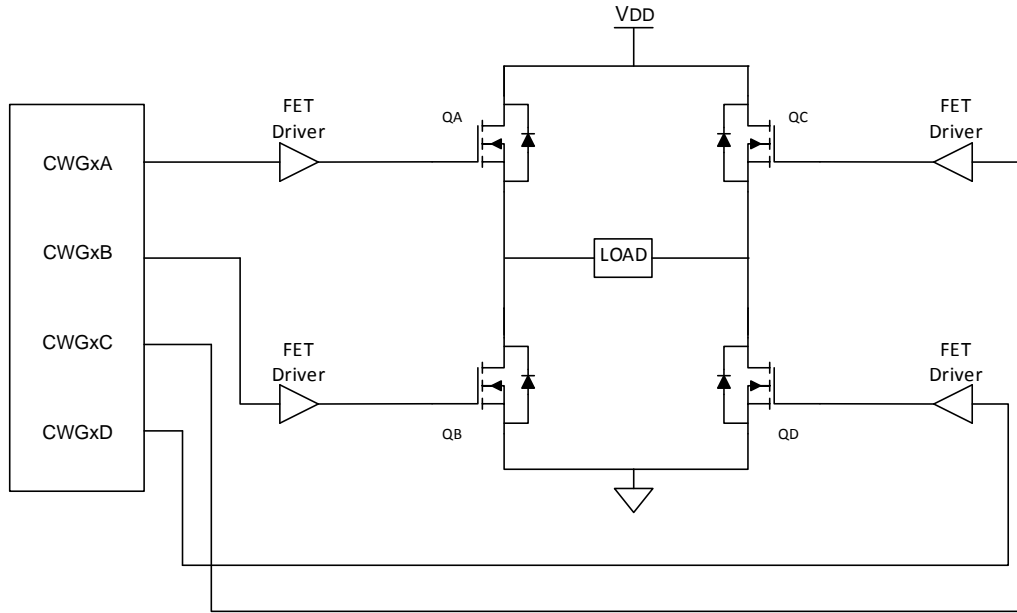 VDD
FET
Driver
QA
QC
FET
Driver
CWGxA
CWGxB
LOAD
CWGxC
FET
Driver
FET
Driver
CWGxD
QB
QD